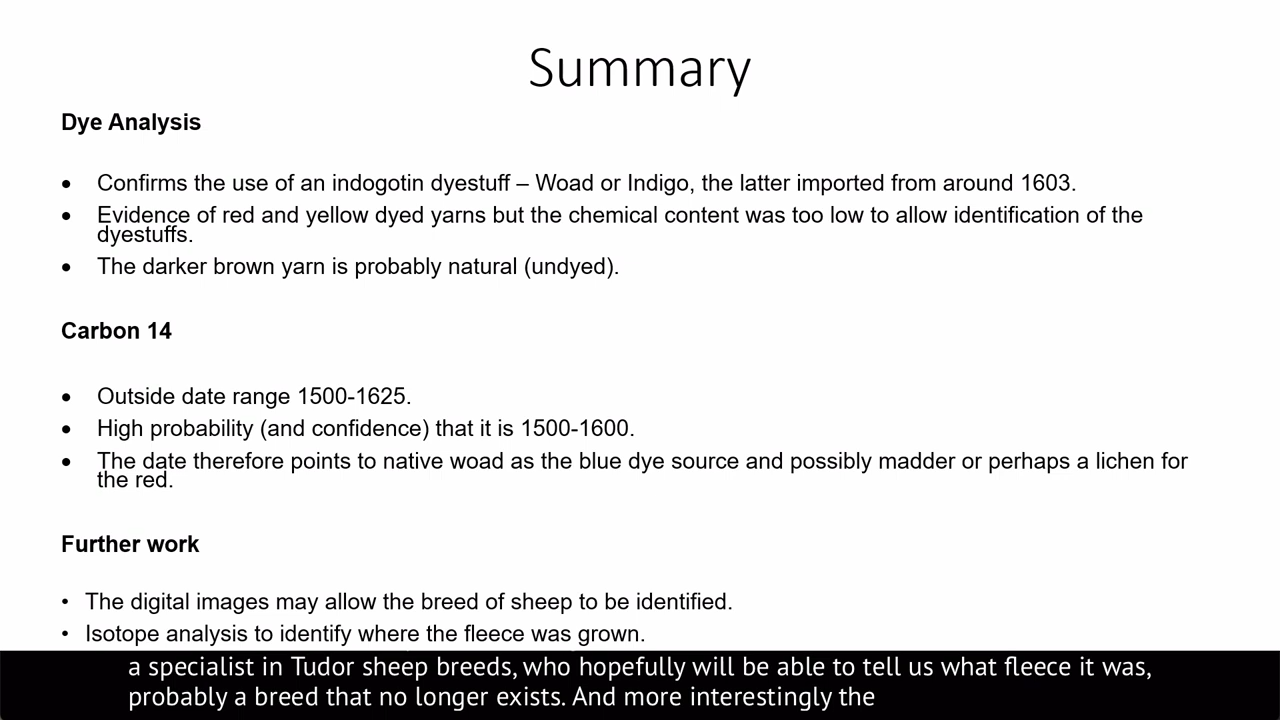 Summary
Dye Analysis
• Confirms the use of an indogotin dyestuff – Woad or Indigo, the latter imported from around 1603.
• Evidence of red and yellow dyed yarns but the chemical content was too low to allow identification of the
dyestuffs.
• The darker brown yarn is probably natural (undyed).
Carbon 14
• Outside date range 1500-1625.
• High probability (and confidence) that it is 1500-1600.
• The date therefore points to native woad as the blue dye source and possibly madder or perhaps a lichen for
the red.
Further work
• The digital images may allow the breed of sheep to be identified.
• Isotope analysis to identify where the fleece was grown.
a specialist in Tudor sheep breeds, who hopefully will be able to tell us what fleece it was,
probably a breed that no longer exists. And more interestingly the